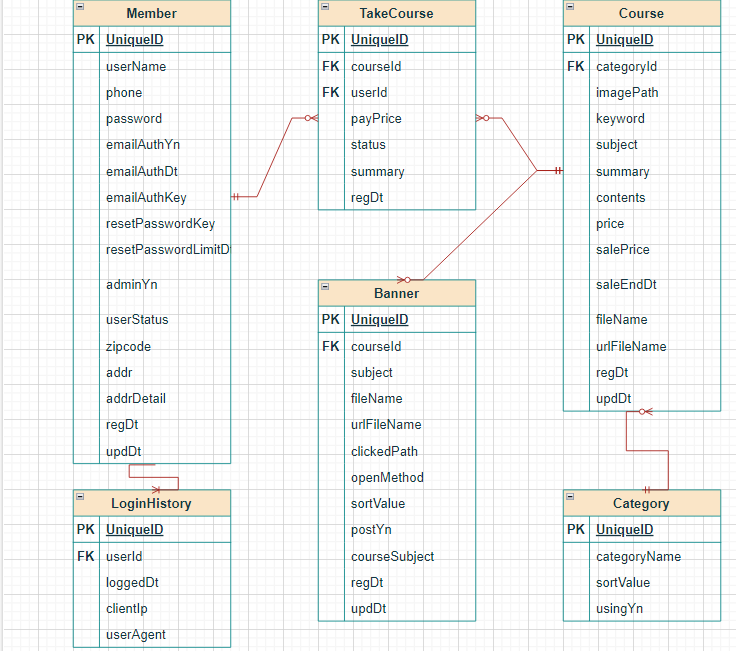 Member
PK UniqueID
userName
phone
password
emailAuthYn
emailAuthDt
emailAuthKey
resetPasswordKey
resetPasswordLimitD
adminYn
userStatus
zipcode
addr
addrDetail
regDt
updDt
TakeCourse
PK UniqueID
FK courseId
FK userId
payPrice
status
summary
regDt
Course
PK UniqueID
FK categoryId
imagePath
keyword
subject
summary
contents
price
salePrice
saleEndDt
fileName
urlFileName
regDt
updDt
Banner
PK UniqueID
FK courseId
subject
fileName
urlFileName
clickedPath
openMethod
sortValue
postYn
courseSubject
regDt
updDt
LoginHistory
PK UniqueID
FK userId
loggedDt
clientIp
userAgent
Category
PK UniqueID
categoryName
sortValue
usingYn